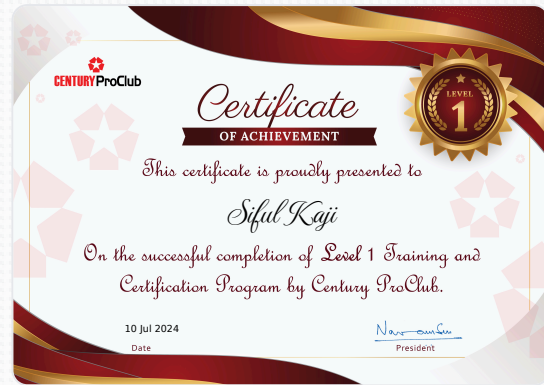 CENTURY ProClub
Certificate
OF ACHIEVEMENT
LEVEL
1
This certificate is proudly presented to
Siful Kaji
On the successful completion of Level 1 Training and
Certification Program by Century ProClub.
10 Jul 2024
Date
President